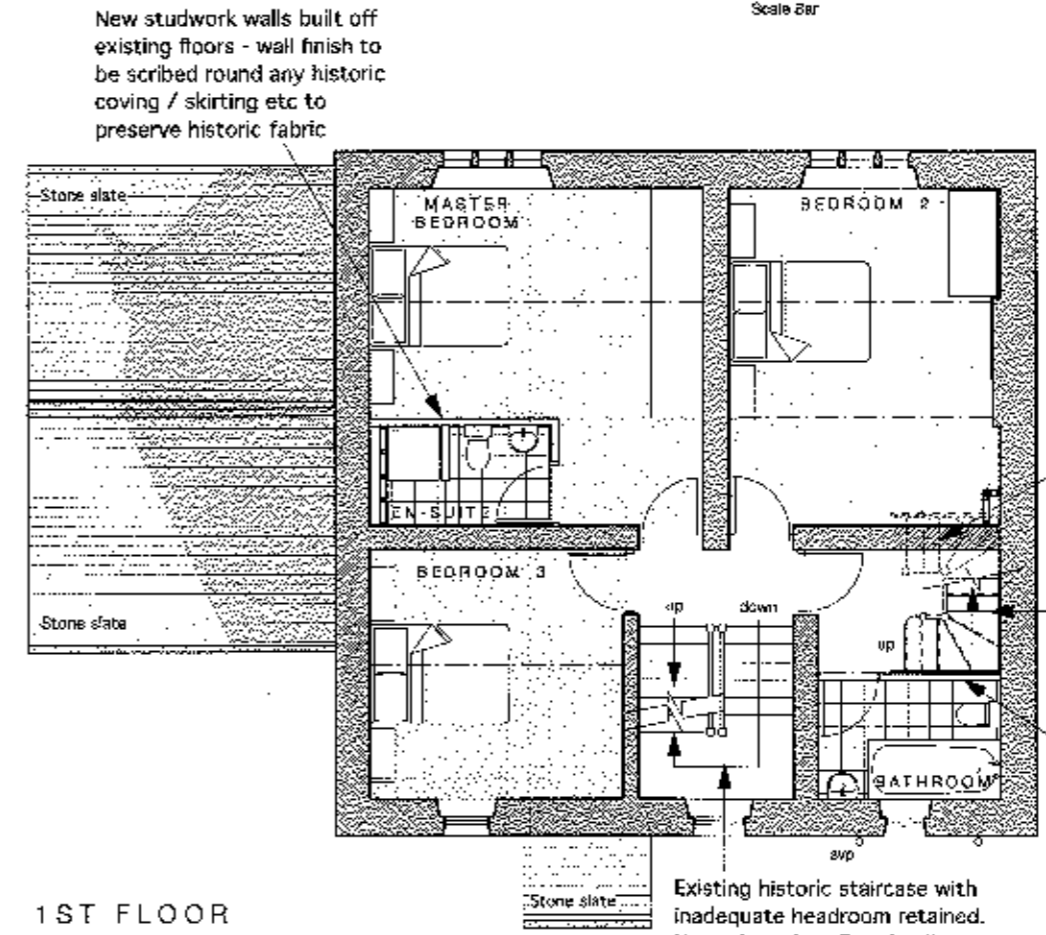 Scale Bar
New studwork walls built off
existing floors - wall finish to
be scribed round any historic
coving / skirting etc to
preserve historic fabric
Stone slate
MASTER
BEDROOM
BEDROOM 2
EN-SUITE
BEDROOM 3
Stone slate
up
down
up
BATHROOM
svp
Stone slate
1ST FLOOR
Existing historic staircase with
inadequate headroom retained.